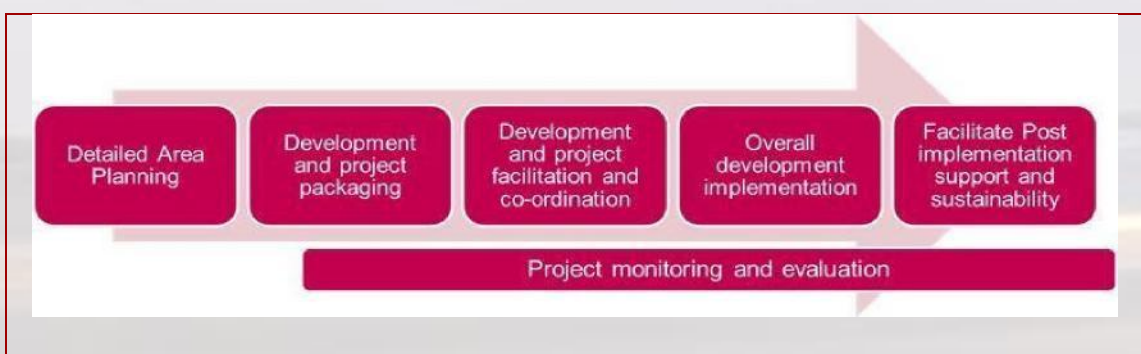 Detailed Area
Planning
Development
and project
packaging
Development
and project
facilitation and
co-ordination
Overall
development
implementation
Facilitate Post
implementation
support and
sustainability
Project monitoring and evaluation